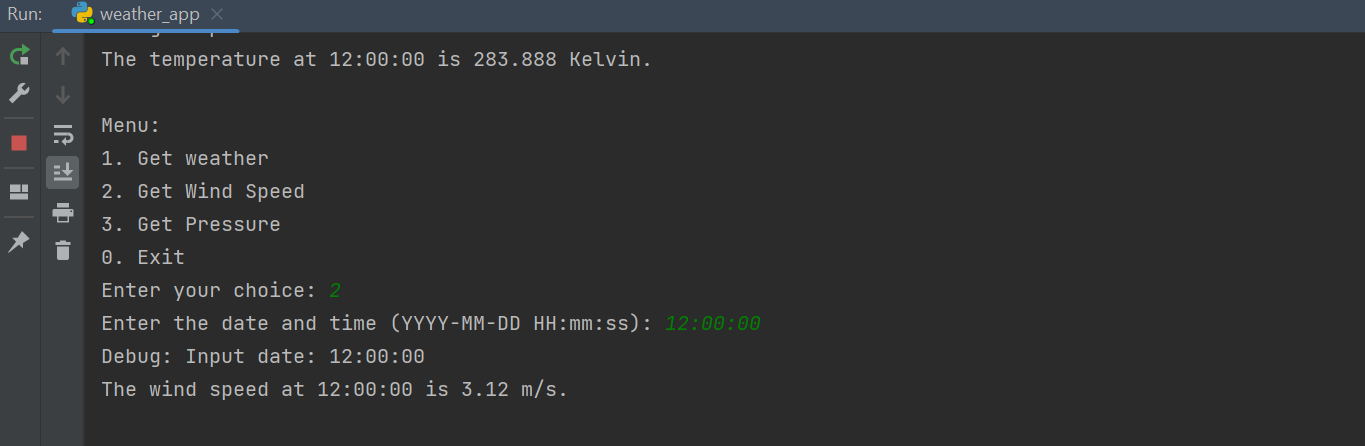 Run: weather_app
The temperature at 12:00:00 is 283.888 Kelvin.
Menu:
1. Get weather
2. Get Wind Speed
3. Get Pressure
0. Exit
Enter your choice: 2
Enter the date and time (YYYY-MM-DD HH:mm:ss): 12:00:00
Debug: Input date: 12:00:00
The wind speed at 12:00:00 is 3.12 m/s.